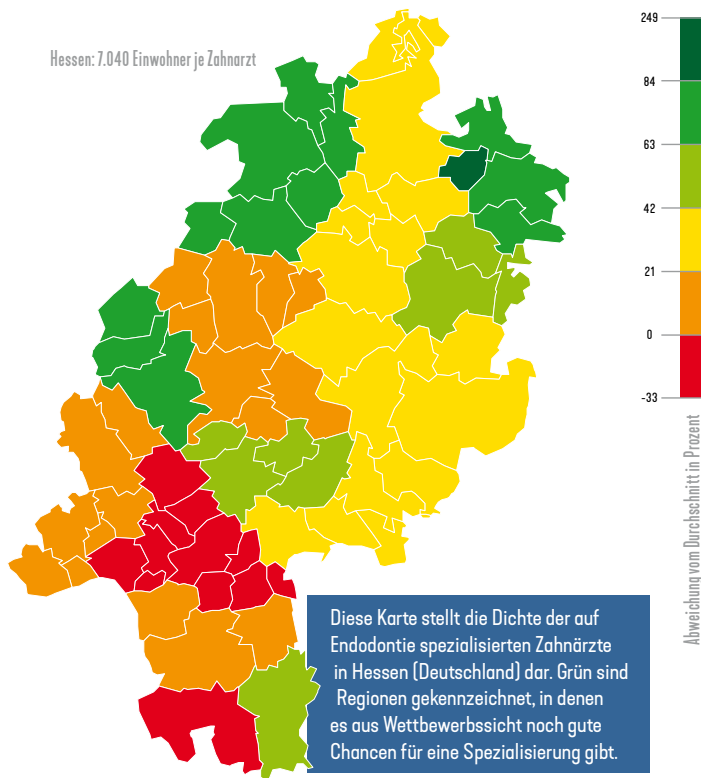 Hessen: 7.040 Einwohner je Zahnarzt
249
84
63
42
21
0
-33
Abweichung vom Durchschnitt in Prozent
Diese Karte stellt die Dichte der auf
Endodontie spezialisierten Zahnärzte
in Hessen (Deutschland) dar. Grün sind
Regionen gekennzeichnet, in denen
es aus Wettbewerbssicht noch gute
Chancen für eine Spezialisierung gibt.